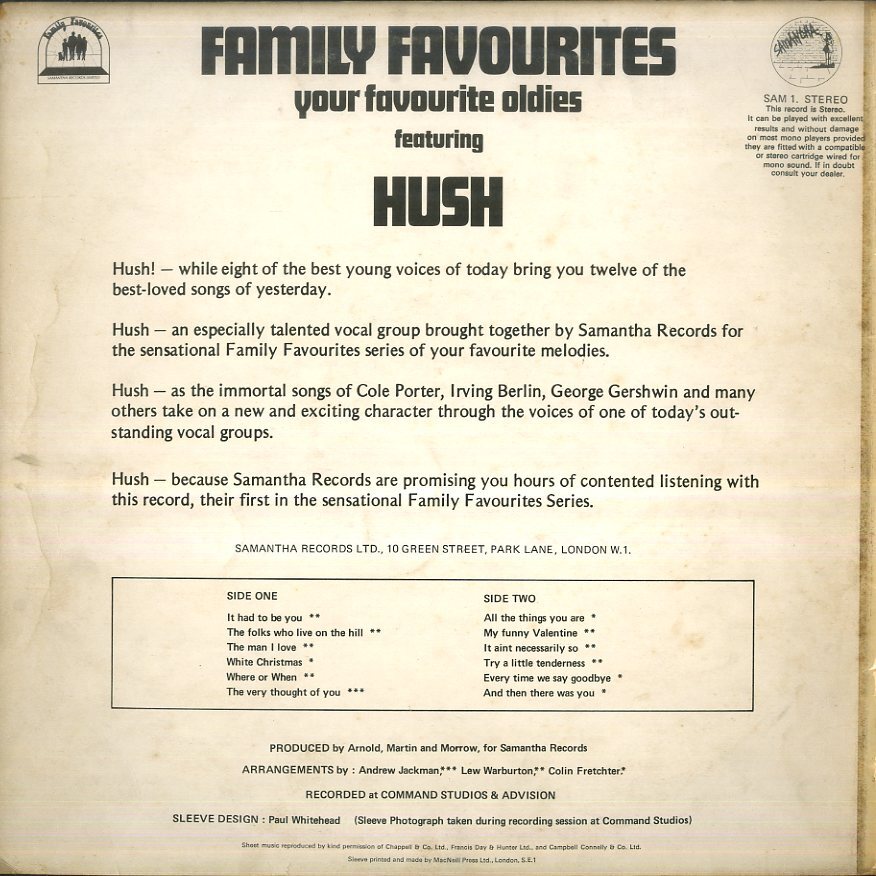 Family Favourites
SAMANTHA RECORDS LIMITED
FAMILY FAVOURITES
your favourite oldies
featuring
HUSH
SAMANTHA
SAM 1. STEREO
This record is Stereo.
It can be played with excellent
results and without damage
on most mono players provided
they are fitted with a compatible
or stereo cartridge wired for
mono sound. If in doubt
consult your dealer.
Hush! — while eight of the best young voices of today bring you twelve of the
best-loved songs of yesterday.
Hush — an especially talented vocal group brought together by Samantha Records for
the sensational Family Favourites series of your favourite melodies.
Hush — as the immortal songs of Cole Porter, Irving Berlin, George Gershwin and many
others take on a new and exciting character through the voices of one of today's out-
standing vocal groups.
Hush — because Samantha Records are promising you hours of contented listening with
this record, their first in the sensational Family Favourites Series.
SAMANTHA RECORDS LTD., 10 GREEN STREET, PARK LANE, LONDON W.1.
SIDE ONE
It had to be you **
The folks who live on the hill **
The man I love **
White Christmas *
Where or When **
The very thought of you ***
SIDE TWO
All the things you are *
My funny Valentine **
It aint necessarily so **
Try a little tenderness **
Every time we say goodbye *
And then there was you *
PRODUCED by Arnold, Martin and Morrow, for Samantha Records
ARRANGEMENTS by : Andrew Jackman,*** Lew Warburton,** Colin Fretchter.*
RECORDED at COMMAND STUDIOS & ADVISION
SLEEVE DESIGN : Paul Whitehead (Sleeve Photograph taken during recording session at Command Studios)
Sheet music reproduced by kind permission of Chappell & Co. Ltd., Francis Day & Hunter Ltd., and Campbell Connelly & Co. Ltd.
Sleeve printed and made by MacNeill Press Ltd., London, S.E.1